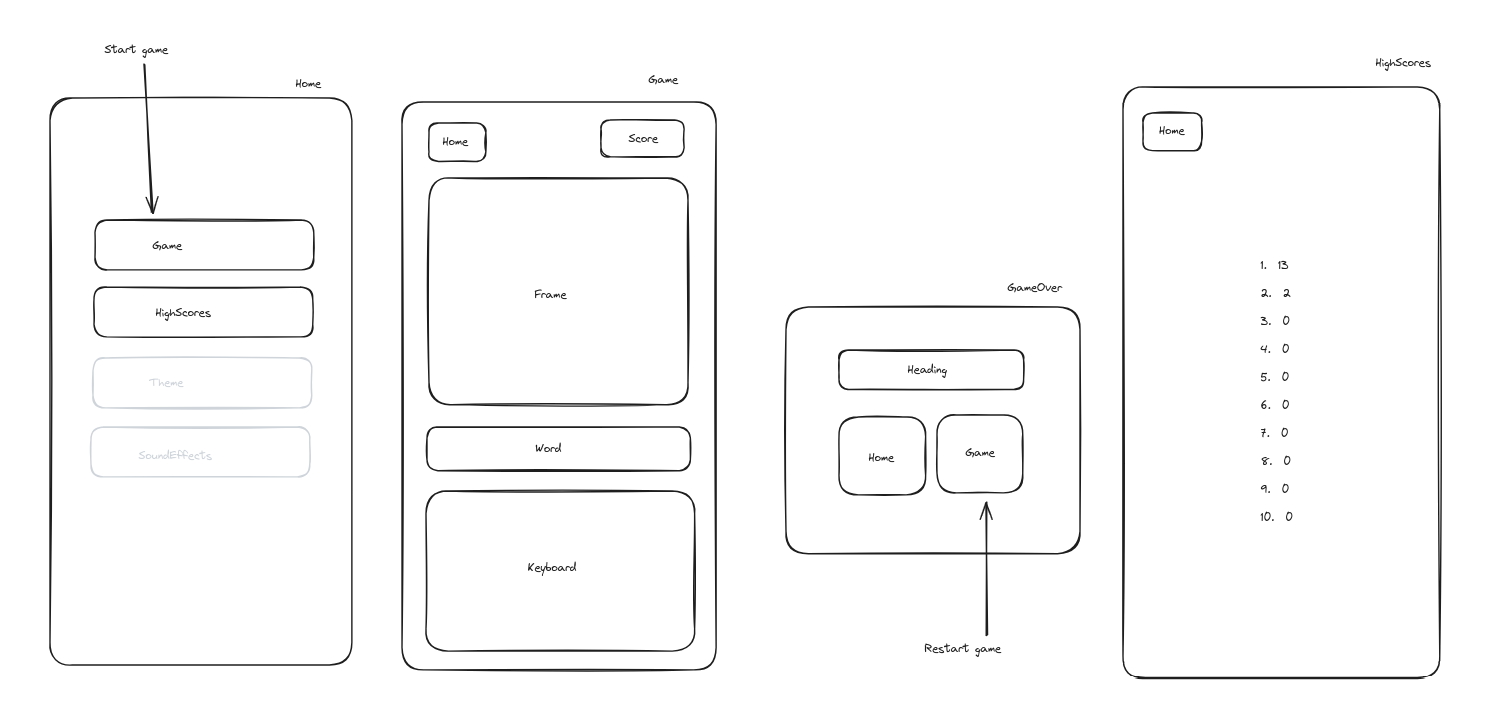 Start game
Home
Game
HighScores
Theme
SoundEffects
Game
Home
Score
Frame
Word
Keyboard
GameOver
Heading
Home
Game
Restart game
HighScores
Home
1. 13
2. 2
3. 0
4. 0
5. 0
6. 0
7. 0
8. 0
9. 0
10. 0